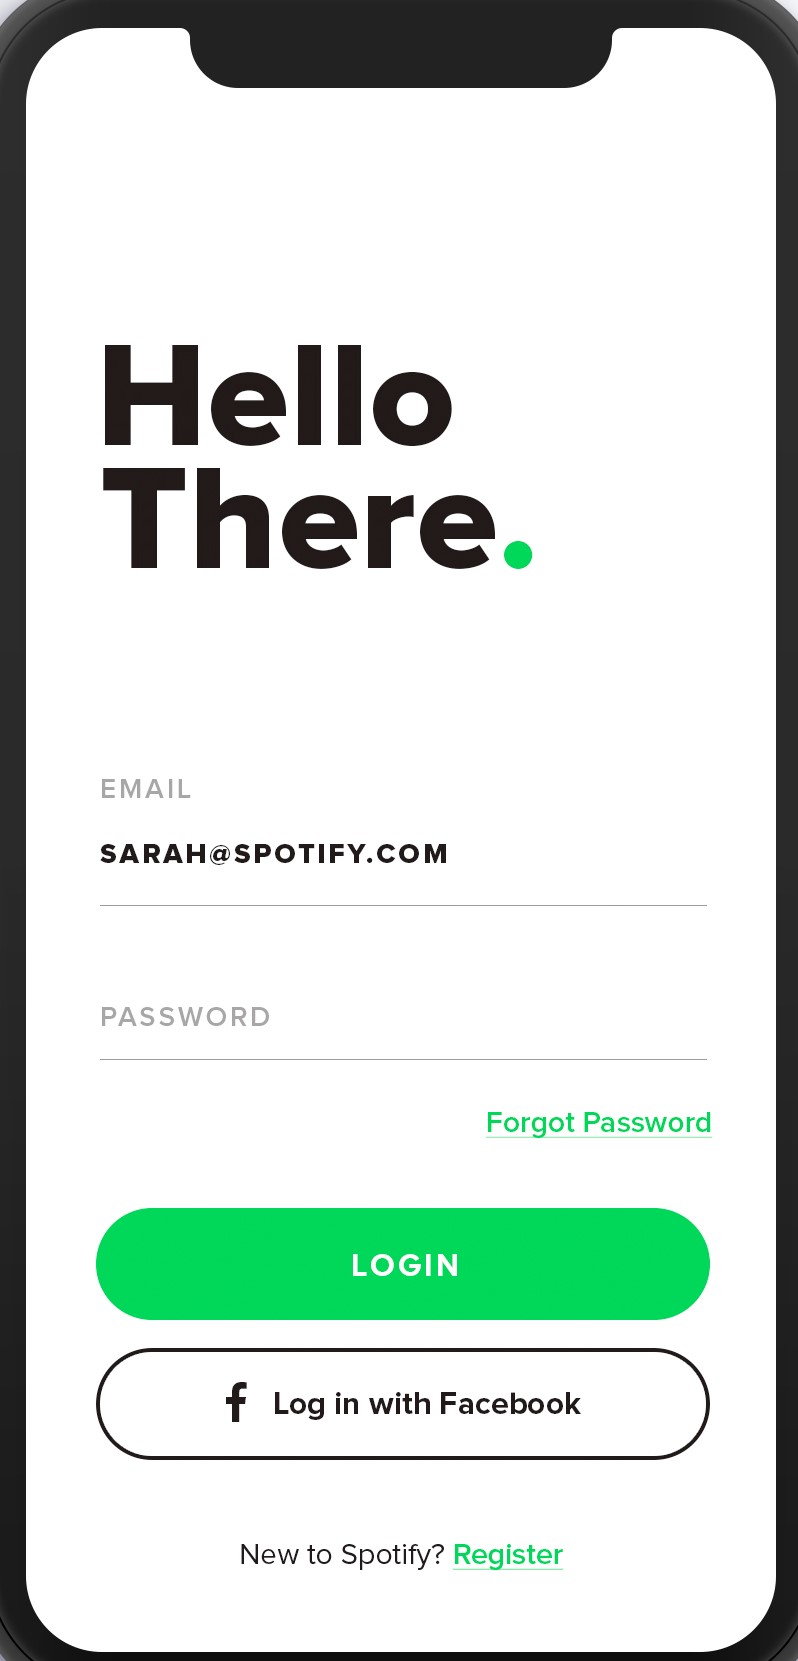 Hello
There.
EMAIL
SARAH@SPOTIFY.COM
PASSWORD
Forgot Password
LOGIN
f Log in with Facebook
New to Spotify? Register